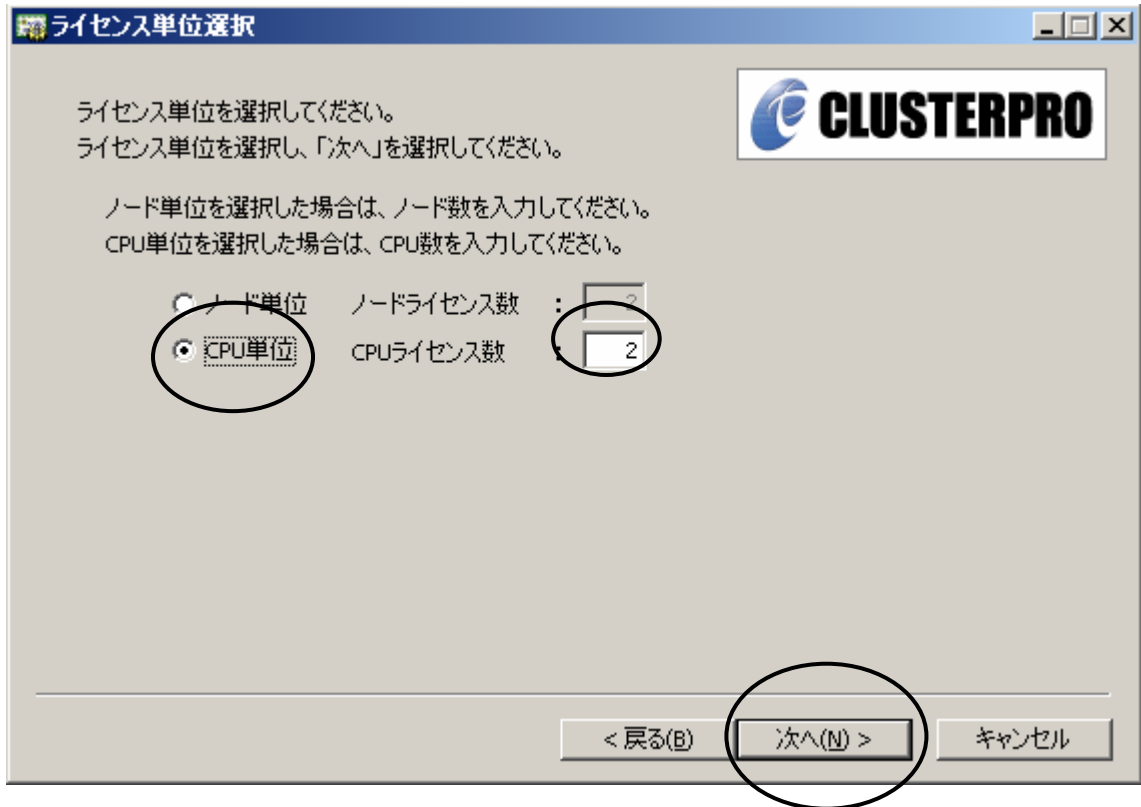 ライセンス単位選択
CLUSTERPRO
ライセンス単位を選択してください。
ライセンス単位を選択し、「次へ」を選択してください。
ノード単位を選択した場合は、ノード数を入力してください。
CPU単位を選択した場合は、CPU数を入力してください。
ノード単位 ノードライセンス数 : 2
CPU単位 CPUライセンス数 : 2
< 戻る(B) 次へ(N) > キャンセル